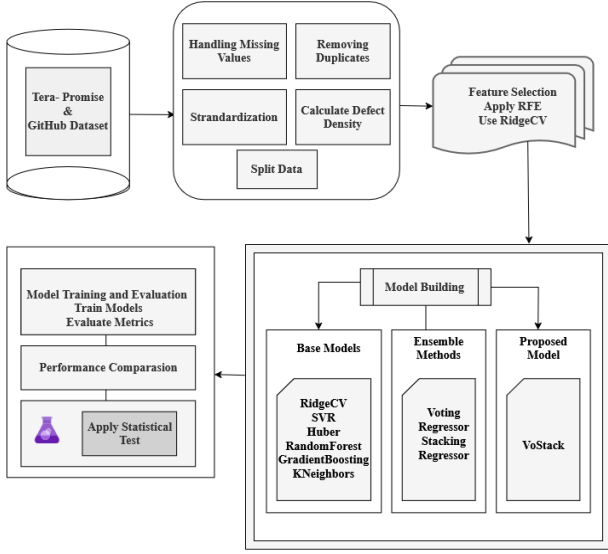 Tera- Promise
&
GitHub Dataset
Handling Missing
Values
Removing
Duplicates
Strandardization
Calculate Defect
Density
Split Data
Feature Selection
Apply RFE
Use RidgeCV
Model Building
Base Models
RidgeCV
SVR
Huber
RandomForest
GradientBoosting
KNeighbors
Ensemble
Methods
Voting
Regressor
Stacking
Regressor
Proposed
Model
VoStack
Model Training and Evaluation
Train Models
Evaluate Metrics
Performance Comparasion
Apply Statistical
Test